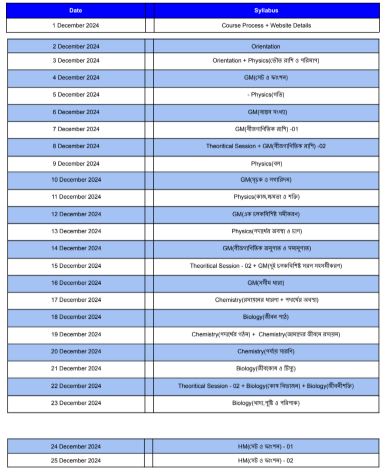 Date Syllabus
1 December 2024 Course Process + Website Details
2 December 2024 Orientation
3 December 2024 Orientation + Physics(ভৌত রাশি ও পরিমাপ)
4 December 2024 GM(সেট ও ফাংশন)
5 December 2024 - Physics(গতি)
6 December 2024 GM(বাস্তব সংখ্যা)
7 December 2024 GM(বীজগাণিতিক রাশি) -01
8 December 2024 Theoritical Session + GM(বীজগাণিতিক রাশি) -02
9 December 2024 Physics(বল)
10 December 2024 GM(সূচক ও লগারিদম)
11 December 2024 Physics(কাজ,ক্ষমতা ও শক্তি)
12 December 2024 GM(এক চলকবিশিষ্ট সমীকরণ)
13 December 2024 Physics(পদার্থের অবস্থা ও চাপ)
14 December 2024 GM(বীজগাণিতিক অনুপাত ও সমানুপাত)
15 December 2024 Theoritical Session - 02 + GM(দুই চলকবিশিষ্ট সরল সহসমীকরণ)
16 December 2024 GM(সসীম ধারা)
17 December 2024 Chemistry(রসায়নের ধারণা + পদার্থের অবস্থা)
18 December 2024 Biology(জীবন পাঠ)
19 December 2024 Chemistry(পদার্থের গঠন) + Chemistry(আমাদের জীবনে রসায়ন)
20 December 2024 Chemistry(পর্যায় সারণি)
21 December 2024 Biology(জীবকোষ ও টিস্যু)
22 December 2024 Theoritical Session - 02 + Biology(কোষ বিভাজন) + Biology(জীবনীশক্তি)
23 December 2024 Biology(খাদ্য,পুষ্টি ও পরিপাক)
24 December 2024 HM(সেট ও ফাংশন) - 01
25 December 2024 HM(সেট ও ফাংশন) - 02